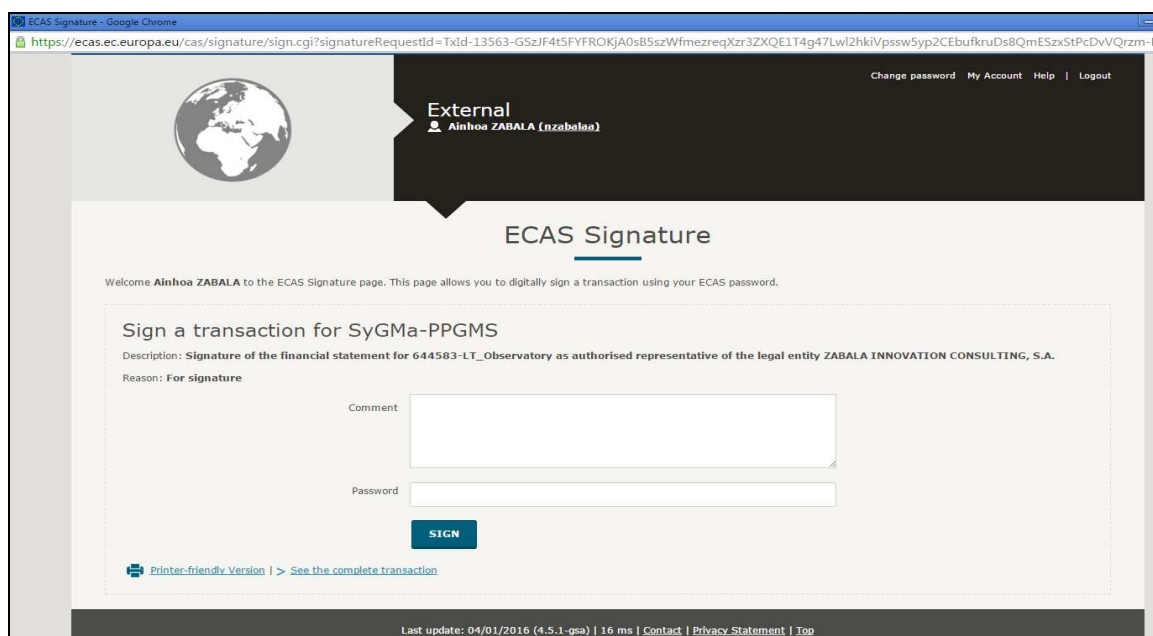 ECAS Signature - Google Chrome
https://ecas.ec.europa.eu/cas/signature/sign.cgi?signatureRequestId=TxId-13563-GSzJF4t5FYFROKjA0sB5szWfmezreqXzr3ZXQE1T4g47Lwl2hkiVpssw5yp2CEbufkruDs8QmESzxStPcDvVQrzm-
Change password My Account Help | Logout
External
Ainhoa ZABALA (nzabalaa)
ECAS Signature
Welcome Ainhoa ZABALA to the ECAS Signature page. This page allows you to digitally sign a transaction using your ECAS password.
Sign a transaction for SyGMa-PPGMS
Description: Signature of the financial statement for 644583-LT_Observatory as authorised representative of the legal entity ZABALA INNOVATION CONSULTING, S.A.
Reason: For signature
Comment
Password
SIGN
Printer-friendly Version | > See the complete transaction
Last update: 04/01/2016 (4.5.1-gsa) | 16 ms | Contact | Privacy Statement | Top